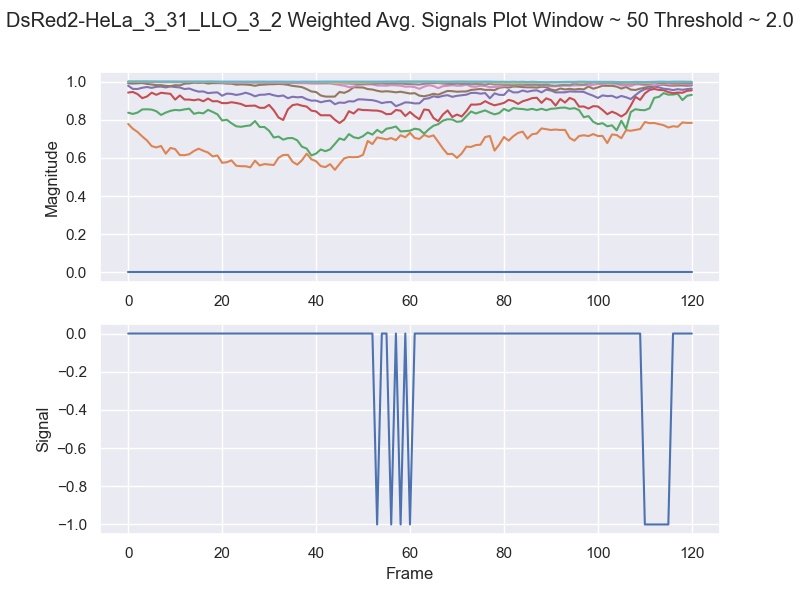 DsRed2-HeLa_3_31_LLO_3_2 Weighted Avg. Signals Plot Window ~ 50 Threshold ~ 2.0
1.0
0.8
0.6
0.4
0.2
0.0
Magnitude
0 20 40 60 80 100 120
0.0
−0.2
−0.4
−0.6
−0.8
−1.0
Signal
0 20 40 60 80 100 120
Frame